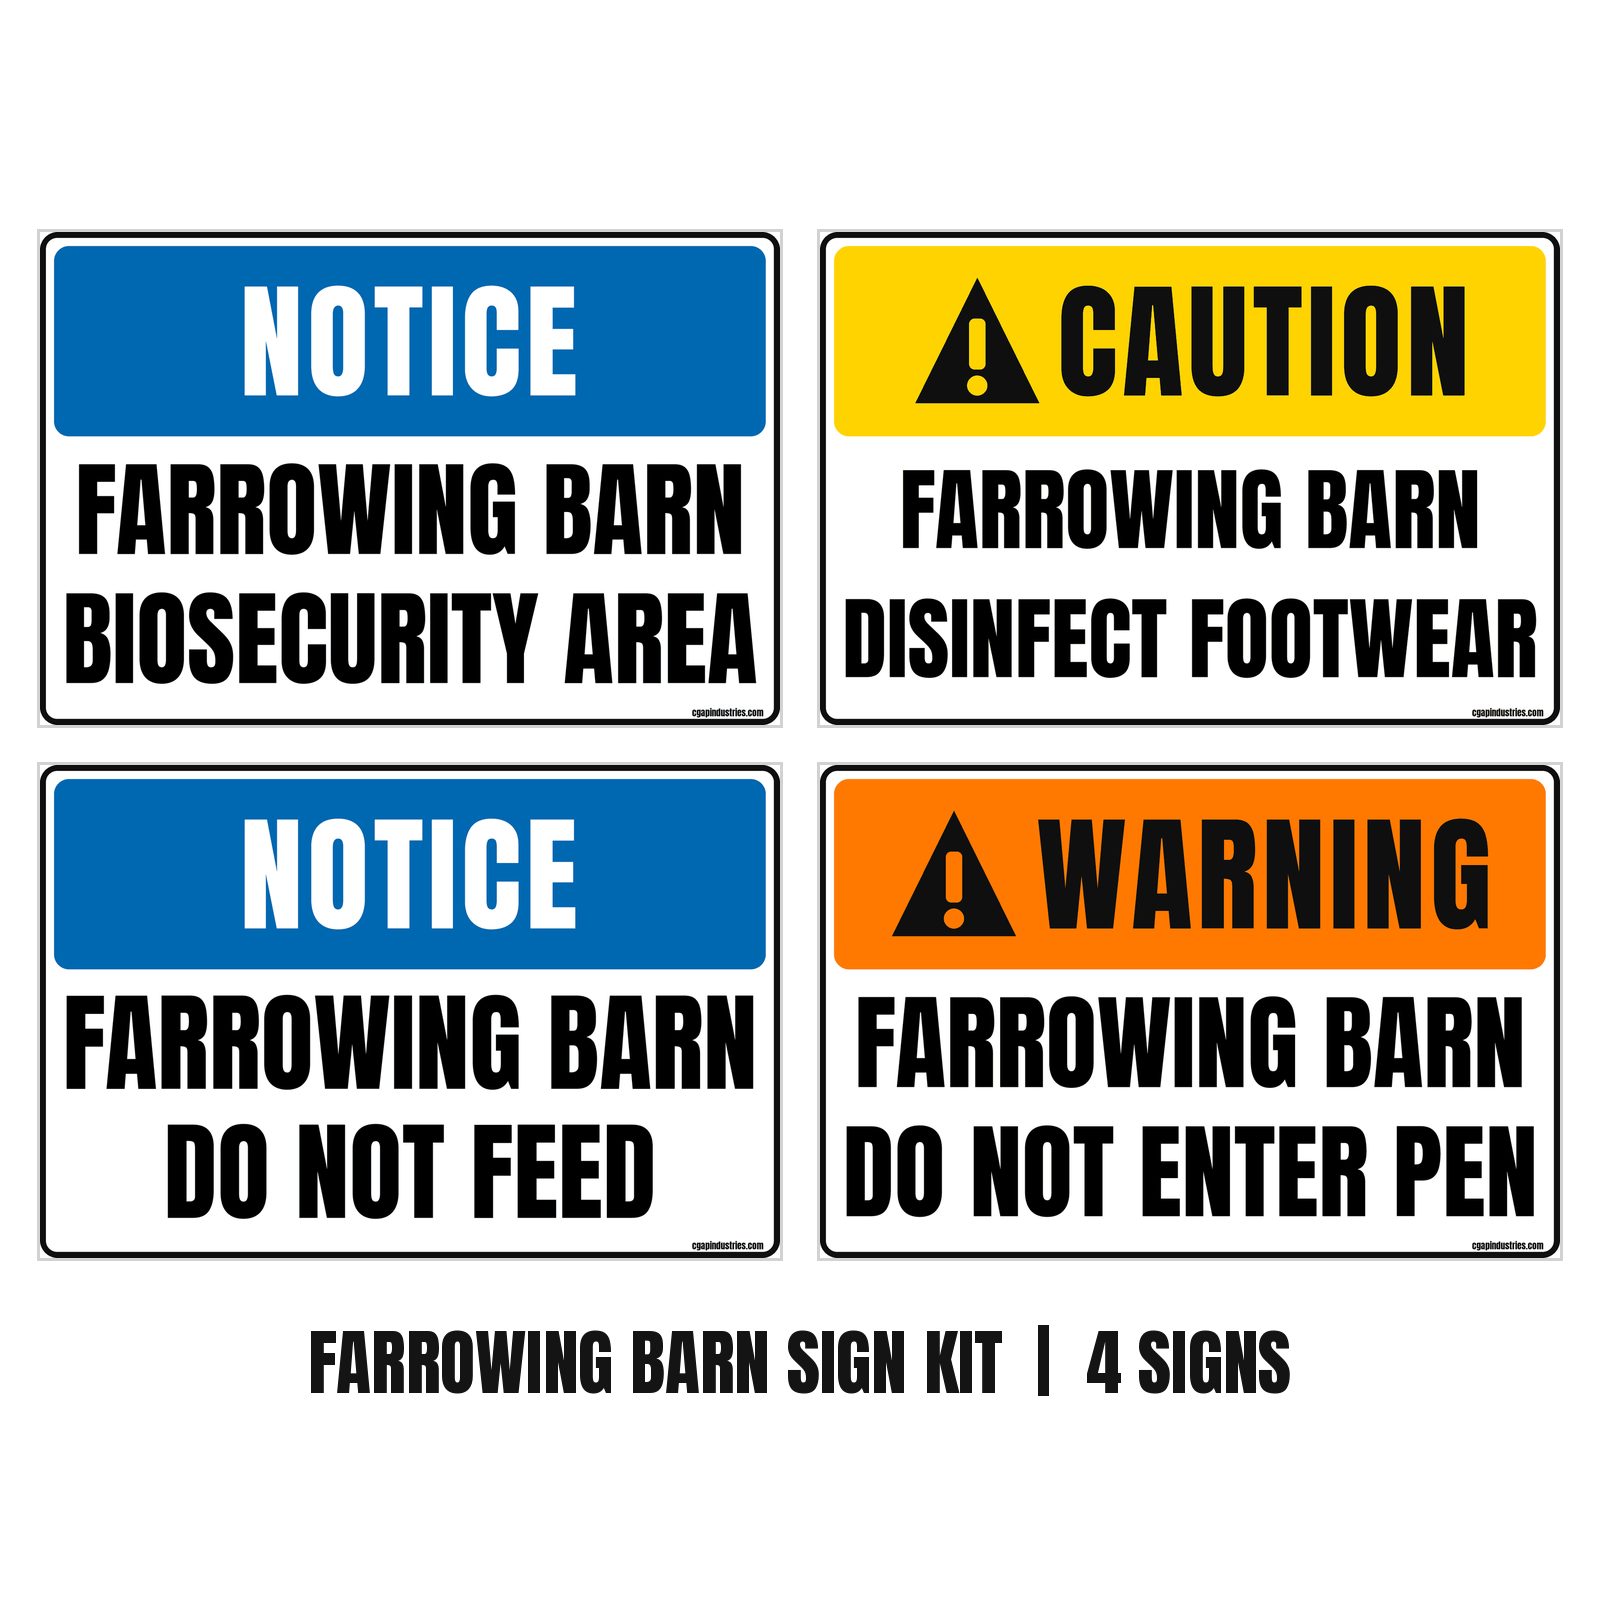 NOTICE
FARROWING BARN
BIOSECURITY AREA
cgapindustries.com
CAUTION
FARROWING BARN
DISINFECT FOOTWEAR
cgapindustries.com
NOTICE
FARROWING BARN
DO NOT FEED
cgapindustries.com
WARNING
FARROWING BARN
DO NOT ENTER PEN
cgapindustries.com
FARROWING BARN SIGN KIT | 4 SIGNS